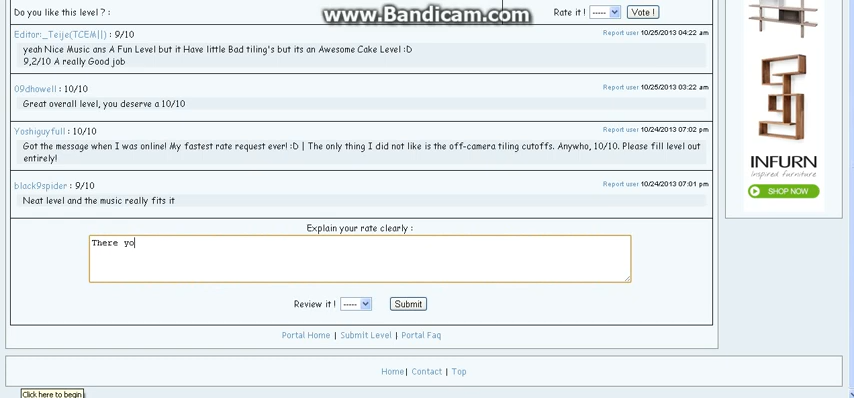 www.Bandicam.com
Do you like this level ? :
Rate it ! ----- Vote !
Editor:_Teije(TCEM||) : 9/10
Report user 10/25/2013 04:22 am
yeah Nice Music ans A Fun Level but it Have little Bad tiling's but its an Awesome Cake Level :D
9,2/10 A really Good job
09dhowell : 10/10
Report user 10/25/2013 03:22 am
Great overall level, you deserve a 10/10
Yoshiguyfull : 10/10
Report user 10/24/2013 07:02 pm
Got the message when I was online! My fastest rate request ever! :D | The only thing I did not like is the off-camera tiling cutoffs. Anywho, 10/10. Please fill level out
entirely!
black9spider : 9/10
Report user 10/24/2013 07:01 pm
Neat level and the music really fits it
Explain your rate clearly :
There yo
Review it ! ----- Submit
Portal Home | Submit Level | Portal Faq
Home| Contact | Top
Click here to begin
INFURN
inspired furniture
SHOP NOW